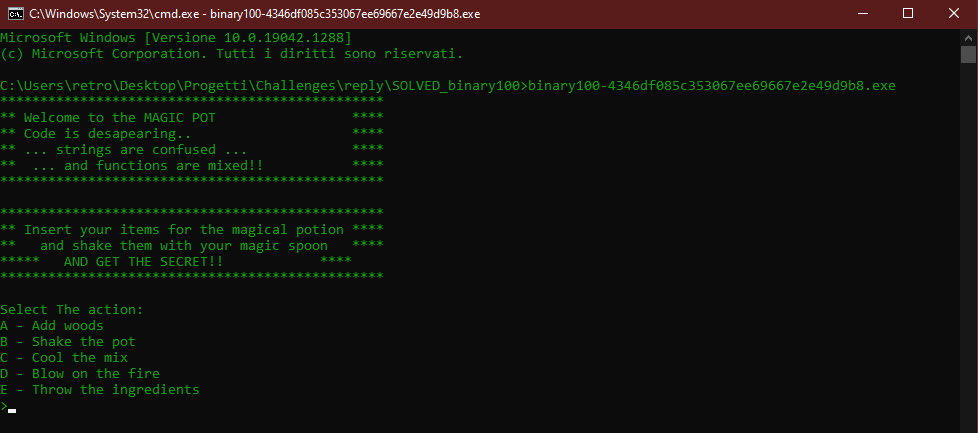 C:\Windows\System32\cmd.exe - binary100-4346df085c353067ee69667e2e49d9b8.exe
Microsoft Windows [Versione 10.0.19042.1288]
(c) Microsoft Corporation. Tutti i diritti sono riservati.
C:\Users\retro\Desktop\Progetti\Challenges\reply\SOLVED_binary100>binary100-4346df085c353067ee69667e2e49d9b8.exe
************************************************
** Welcome to the MAGIC POT                 ****
** Code is desapearing..                    ****
** ... strings are confused ...             ****
**  ... and functions are mixed!!           ****
************************************************
************************************************
** Insert your items for the magical potion ****
**   and shake them with your magic spoon   ****
*****   AND GET THE SECRET!!            ****
************************************************
Select The action:
A - Add woods
B - Shake the pot
C - Cool the mix
D - Blow on the fire
E - Throw the ingredients
>